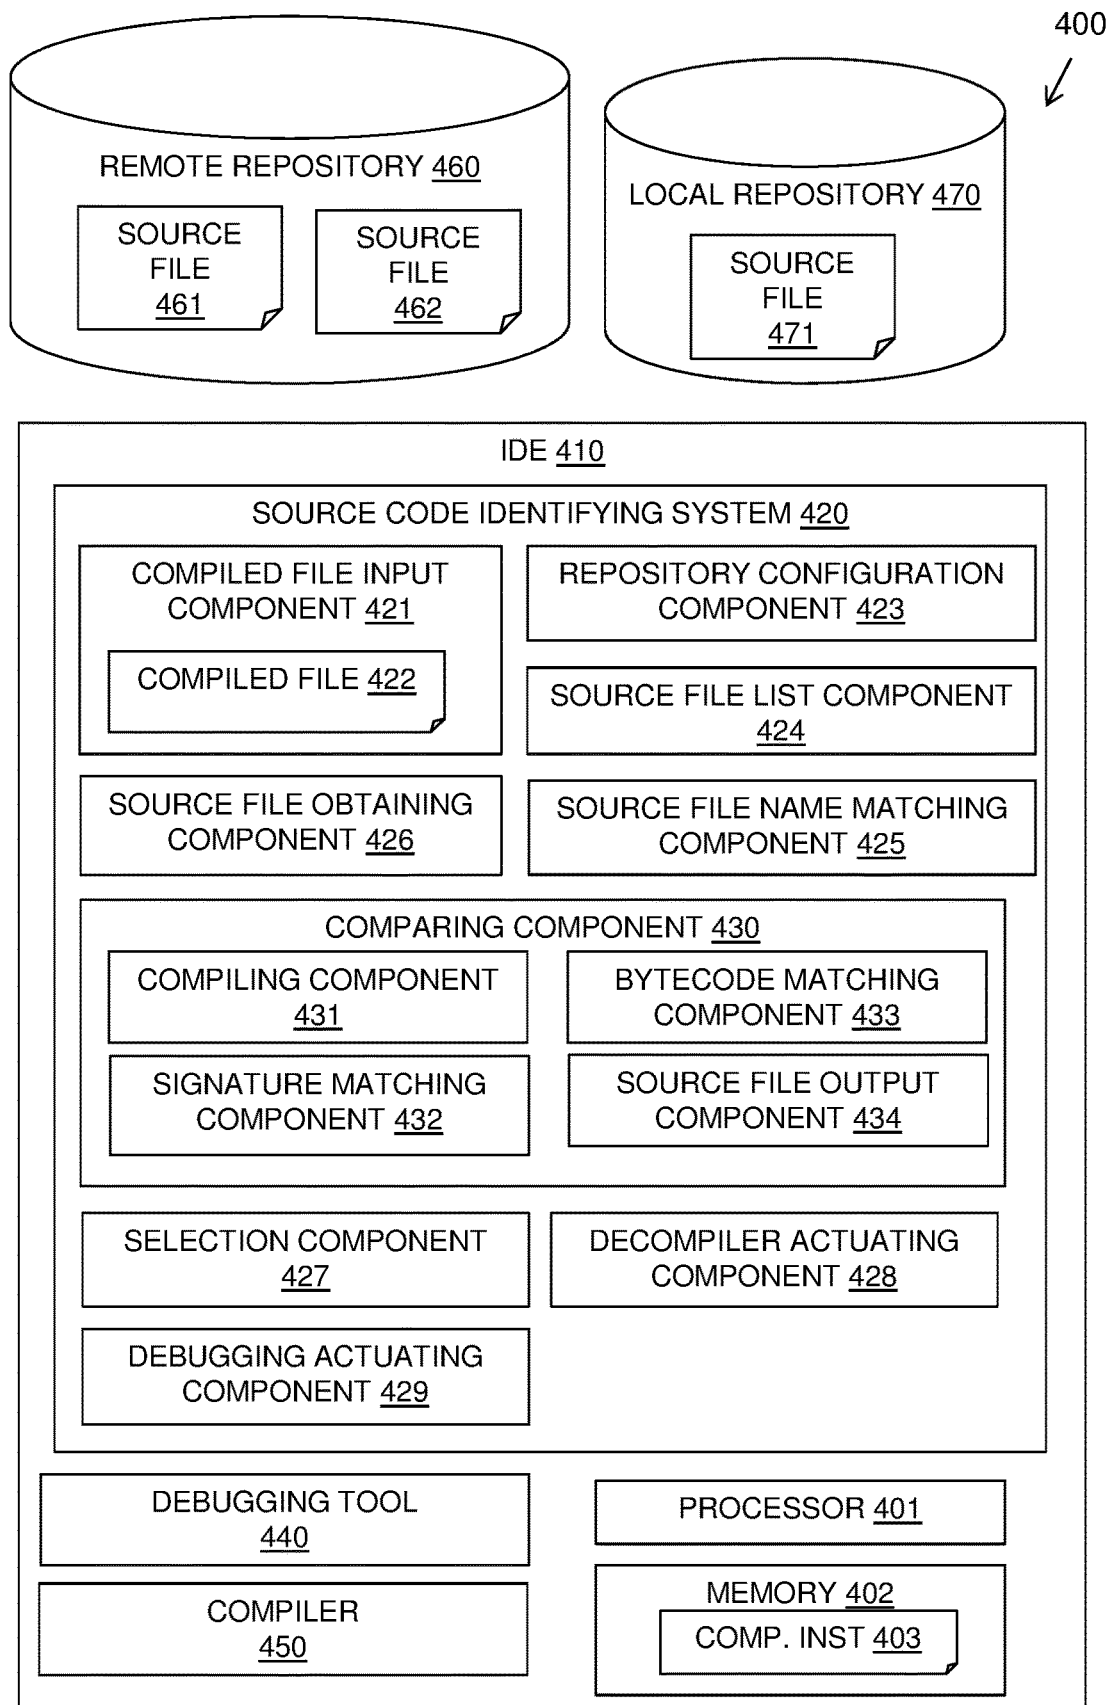 400
REMOTE REPOSITORY 460
SOURCE
FILE
461
SOURCE
FILE
462
LOCAL REPOSITORY 470
SOURCE
FILE
471
IDE 410
SOURCE CODE IDENTIFYING SYSTEM 420
COMPILED FILE INPUT
COMPONENT 421
COMPILED FILE 422
REPOSITORY CONFIGURATION
COMPONENT 423
SOURCE FILE LIST COMPONENT
424
SOURCE FILE OBTAINING
COMPONENT 426
SOURCE FILE NAME MATCHING
COMPONENT 425
COMPARING COMPONENT 430
COMPILING COMPONENT
431
BYTECODE MATCHING
COMPONENT 433
SIGNATURE MATCHING
COMPONENT 432
SOURCE FILE OUTPUT
COMPONENT 434
SELECTION COMPONENT
427
DECOMPILER ACTUATING
COMPONENT 428
DEBUGGING ACTUATING
COMPONENT 429
DEBUGGING TOOL
440
PROCESSOR 401
COMPILER
450
MEMORY 402
COMP. INST 403